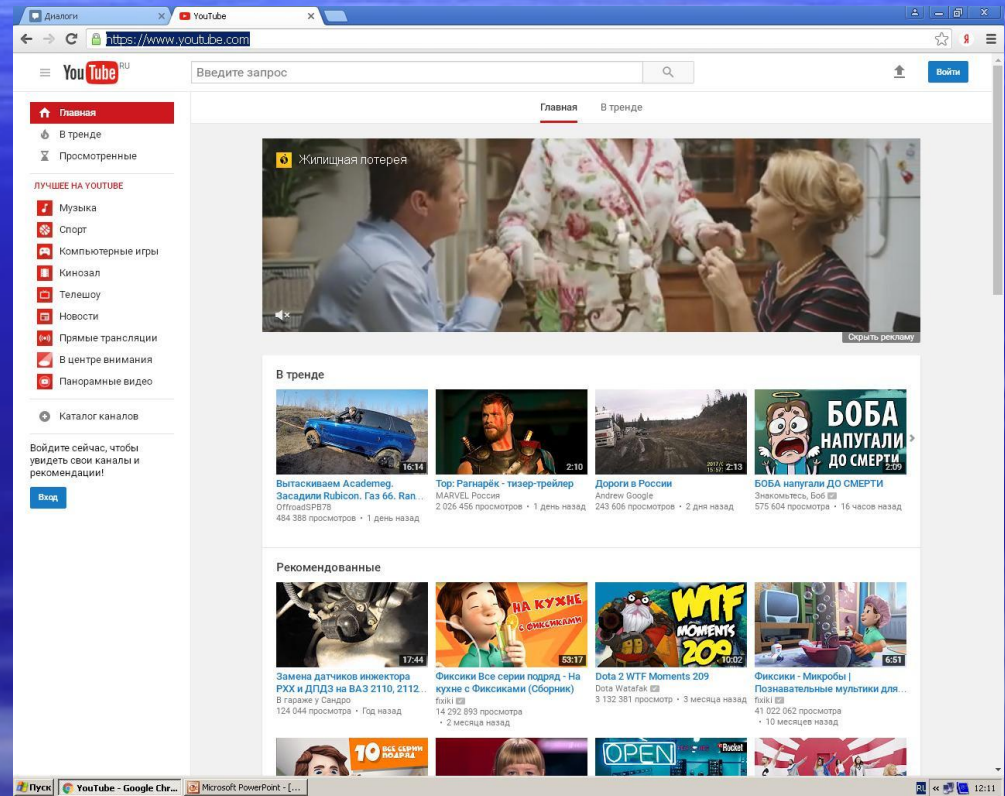 Диалоги
YouTube
https://www.youtube.com
YouTube RU
Введите запрос
Войти
Главная
В тренде
Главная
В тренде
Просмотренные
ЛУЧШЕЕ НА YOUTUBE
Музыка
Спорт
Компьютерные игры
Кинозал
Телешоу
Новости
Прямые трансляции
В центре внимания
Панорамные видео
Каталог каналов
Войдите сейчас, чтобы
увидеть свои каналы и
рекомендации!
Вход
Жилищная лотерея
Скрыть рекламу
В тренде
16:14
Вытаскиваем Academeg.
Засадили Rubicon. Газ 66. Ran...
OffroadSPB78
484 388 просмотров • 1 день назад
2:10
Тор: Рагнарёк - тизер-трейлер
MARVEL Россия
2 026 456 просмотров • 1 день назад
2:13
Дороги в России
Andrew Google
243 606 просмотров • 2 дня назад
БОБА
НАПУГАЛИ
ДО СМЕРТИ
2:09
БОБА напугали ДО СМЕРТИ
Знакомьтесь, Боб
575 604 просмотра • 16 часов назад
Рекомендованные
17:44
Замена датчиков инжектора
РХХ и ДПДЗ на ВАЗ 2110, 2112...
В гараже у Сандро
124 044 просмотра • Год назад
НА КУХНЕ
С ФИКСИКАМИ
53:17
Фиксики Все серии подряд - На
кухне с Фиксиками (Сборник)
fixiki
14 292 893 просмотра
• 2 месяца назад
WTF
MOMENTS
209
10:02
Dota 2 WTF Moments 209
Dota Watafak
3 132 381 просмотр • 3 месяца назад
6:51
Фиксики - Микробы |
Познавательные мультики для...
fixiki
41 022 062 просмотра
• 10 месяцев назад
10 ВСЕ СЕРИИ
ПОДРЯД
OPEN
Rocket
Пуск
YouTube - Google Chr...
Microsoft PowerPoint - [...
RU
12:11